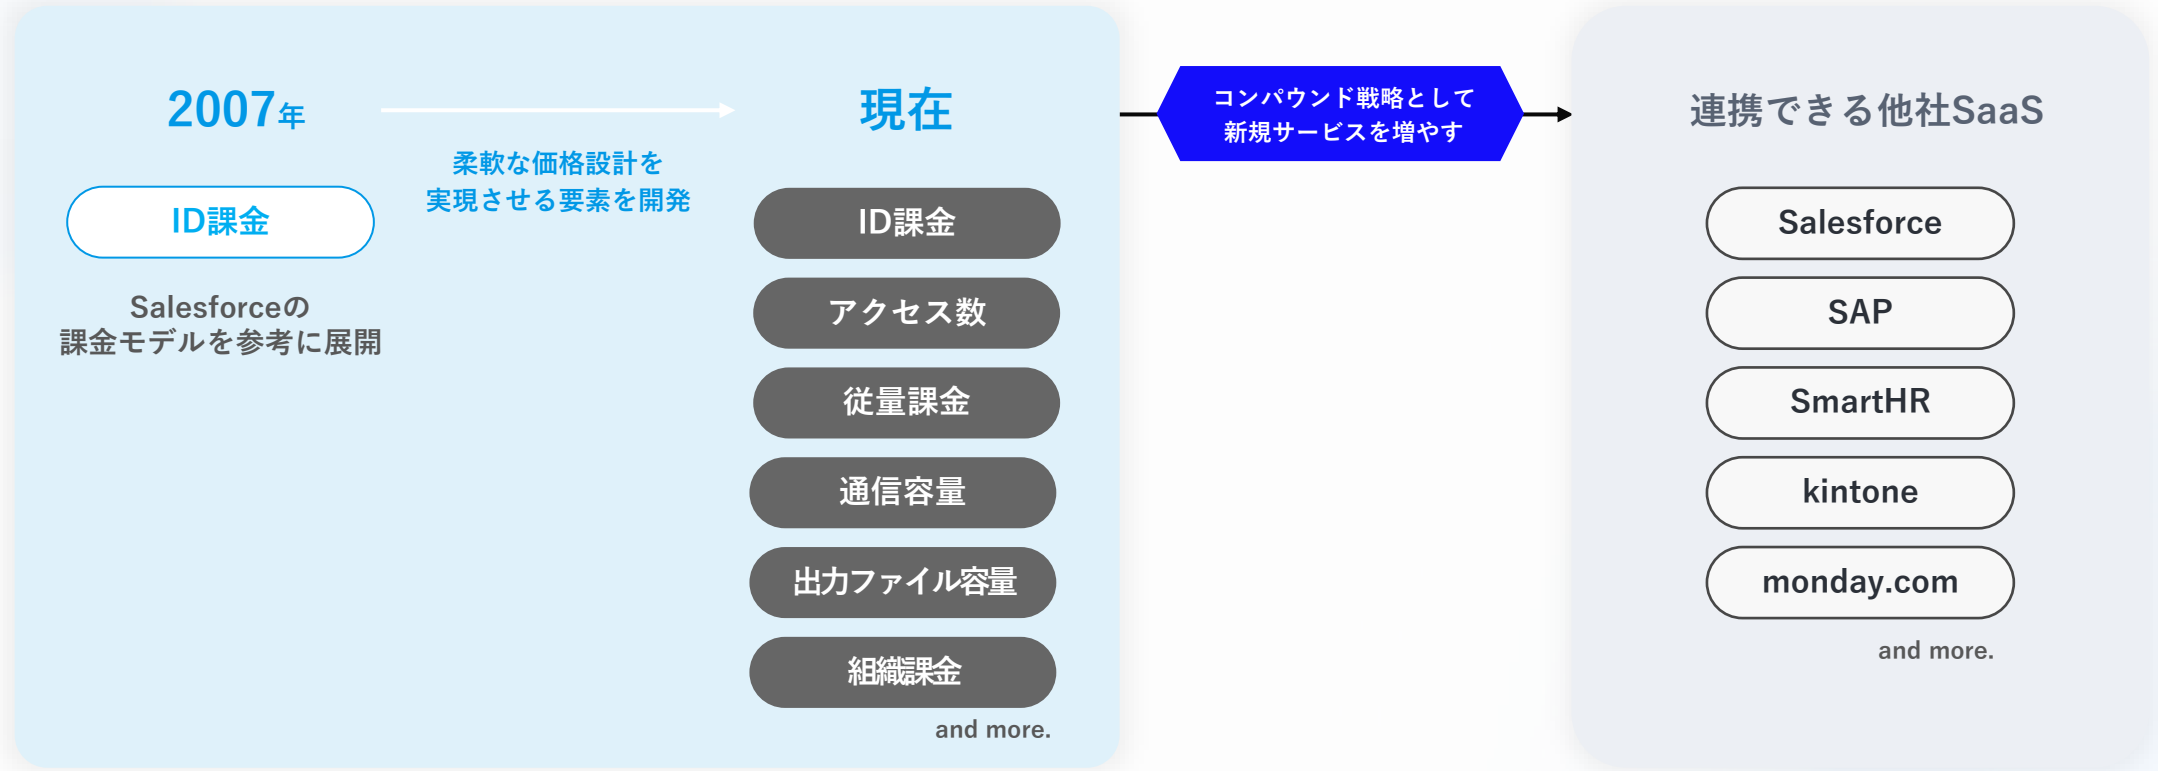 2007年
ID課金
Salesforceの
課金モデルを参考に展開
柔軟な価格設計を
実現させる要素を開発
現在
ID課金
アクセス数
従量課金
通信容量
出力ファイル容量
組織課金
and more.
コンパウンド戦略として
新規サービスを増やす
連携できる他社SaaS
Salesforce
SAP
SmartHR
kintone
monday.com
and more.